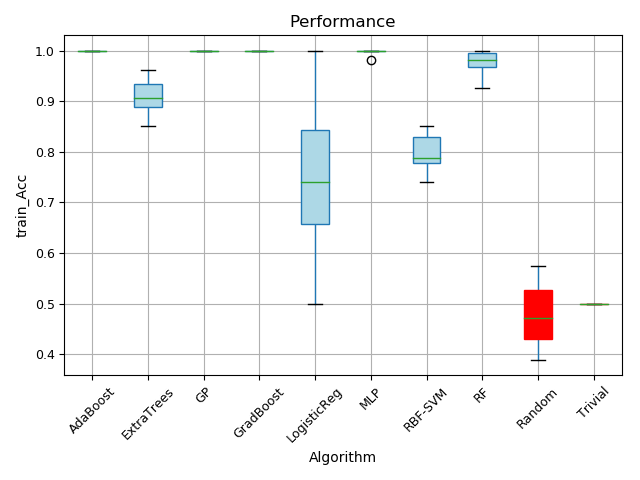 Performance
train_Acc
1.0
0.9
0.8
0.7
0.6
0.5
0.4
AdaBoost
ExtraTrees
GP
GradBoost
LogisticReg
MLP
RBF-SVM
RF
Random
Trivial
Algorithm